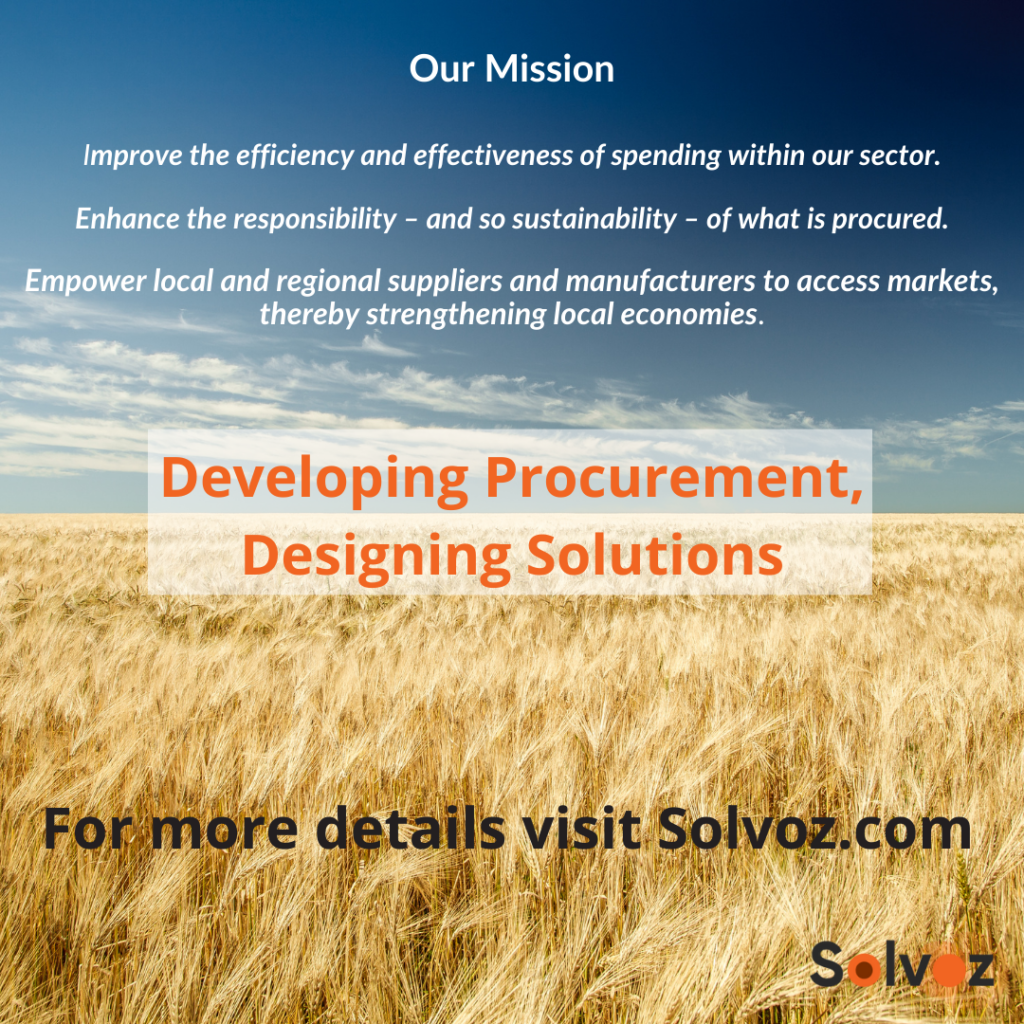 Our Mission
Improve the efficiency and effectiveness of spending within our sector.
Enhance the responsibility – and so sustainability – of what is procured.
Empower local and regional suppliers and manufacturers to access markets,
thereby strengthening local economies.
Developing Procurement,
Designing Solutions
For more details visit Solvoz.com
Solvoz